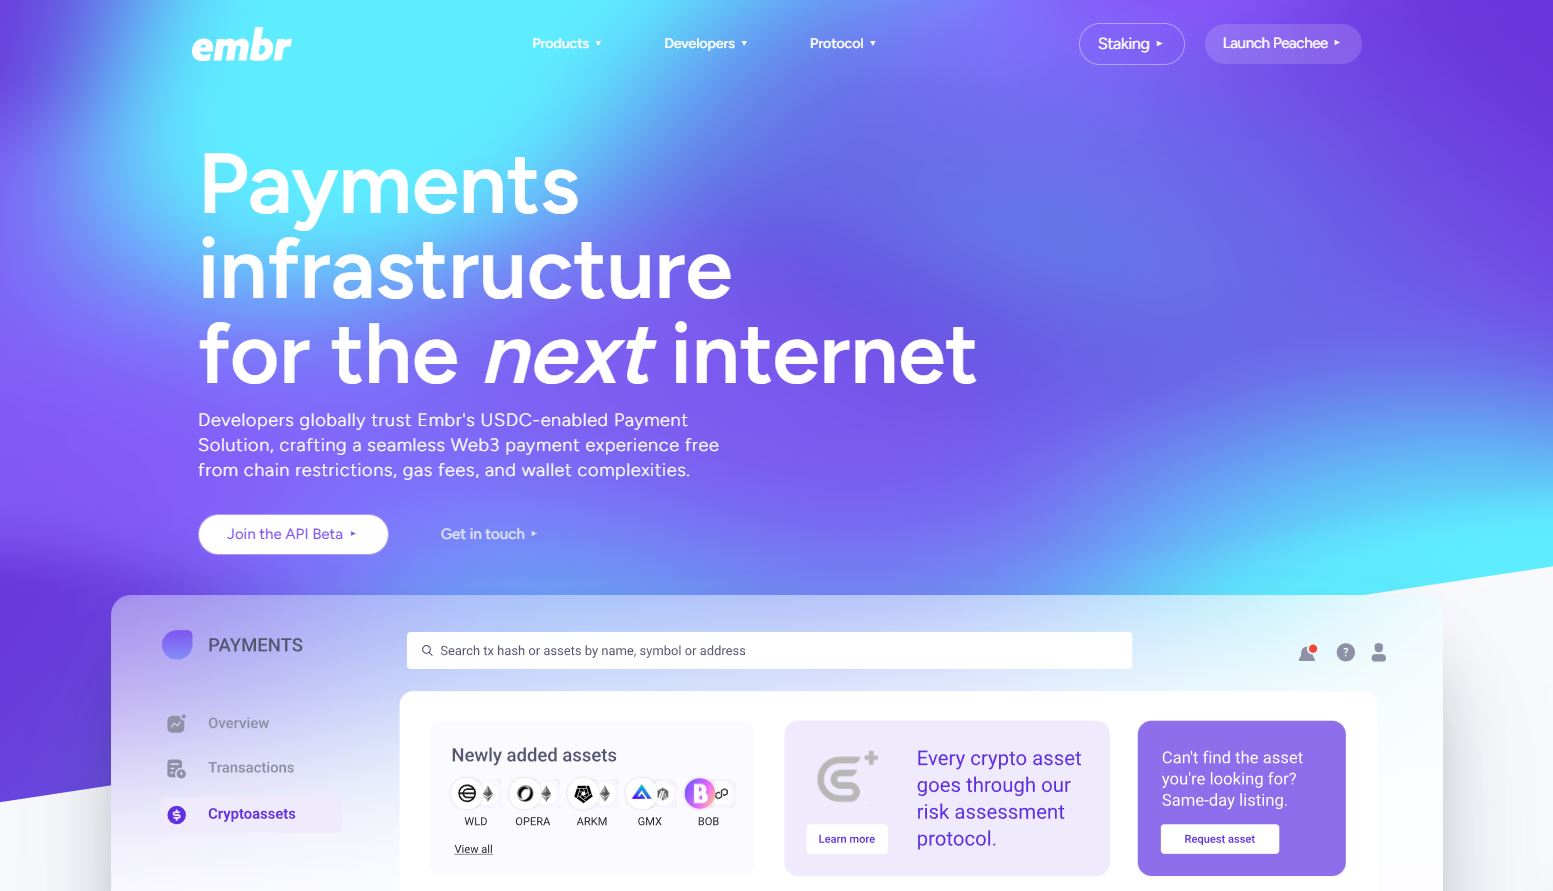 embr
Products
Developers
Protocol
Staking
Launch Peachee
Payments
infrastructure
for the next internet
Developers globally trust Embr's USDC-enabled Payment
Solution, crafting a seamless Web3 payment experience free
from chain restrictions, gas fees, and wallet complexities.
Join the API Beta
Get in touch
PAYMENTS
Search tx hash or assets by name, symbol or address
?
Overview
Transactions
Cryptoassets
Newly added assets
WLD
OPERA
ARKM
GMX
BOB
View all
Every crypto asset
goes through our
risk assessment
protocol.
Learn more
Can't find the asset
you're looking for?
Same-day listing.
Request asset